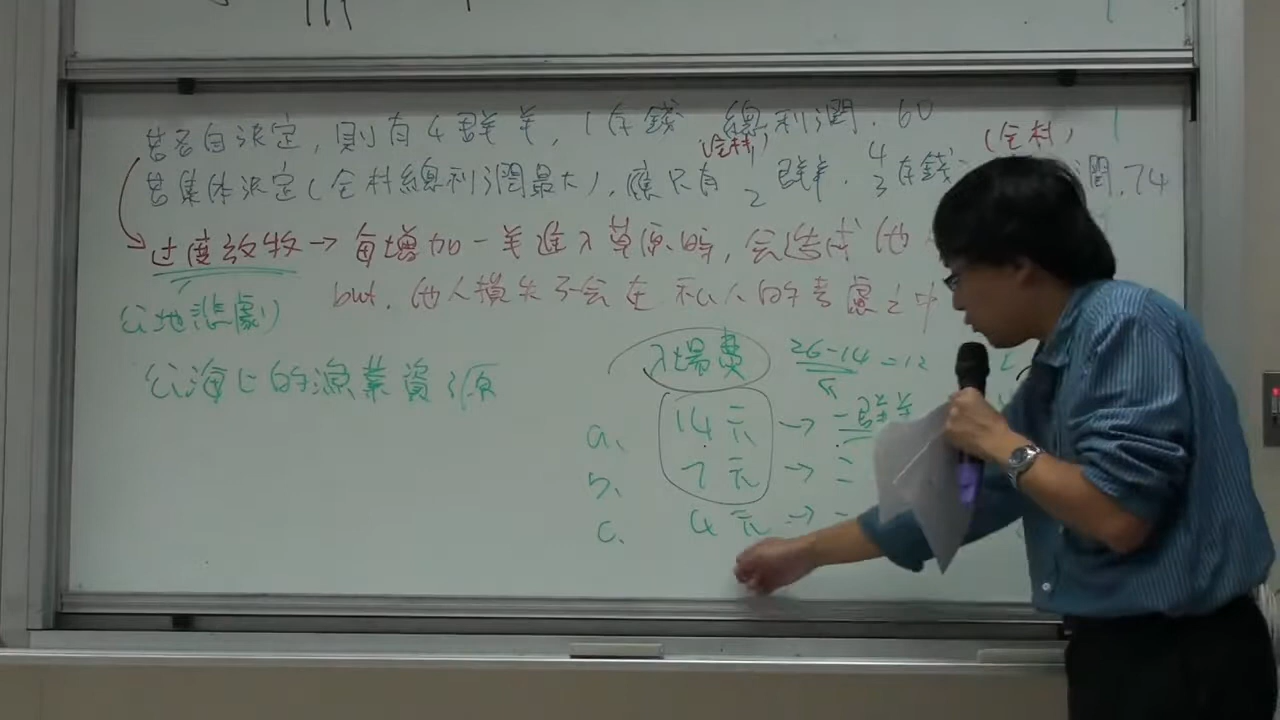 若各自決定,則有4群羊,1存錢 總利潤.60
(全村) (全村)
若集体決定(全村總利潤最大),應只有 1/2 群羊. 4/3 存錢 潤.74
过度放牧→每增加一羊進入草原時,会造成他
but.他人損失不会在私人的考慮之中
(公地悲劇)
入場費 26-14=12
公海上的漁業資源
a、 14元→一群羊
b、 7元→二
c、 4元→